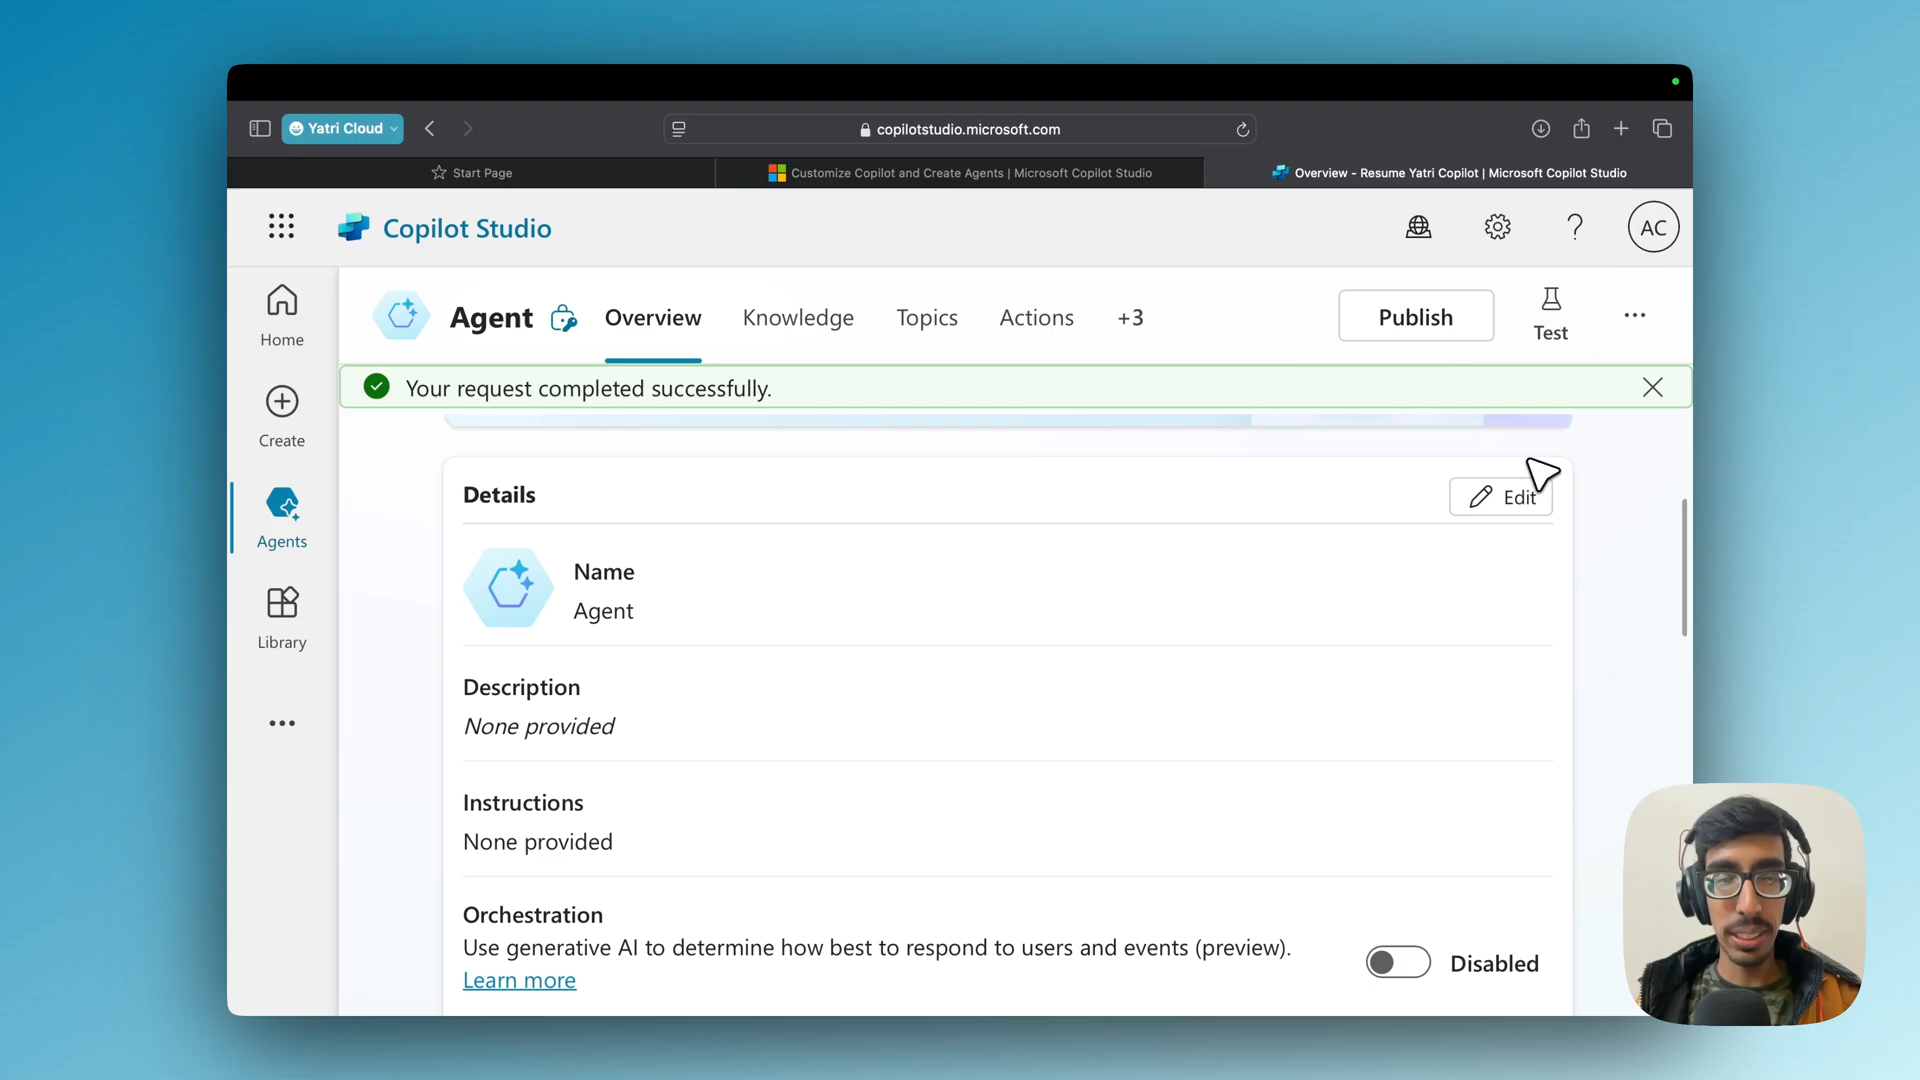 Yatri Cloud
copilotstudio.microsoft.com
Start Page
Customize Copilot and Create Agents | Microsoft Copilot Studio
Overview - Resume Yatri Copilot | Microsoft Copilot Studio
Copilot Studio
?
AC
Home
Create
Agents
Library
Agent
Overview
Knowledge
Topics
Actions
+3
Publish
Test
Your request completed successfully.
Details
Edit
Name
Agent
Description
None provided
Instructions
None provided
Orchestration
Use generative AI to determine how best to respond to users and events (preview).
Learn more
Disabled